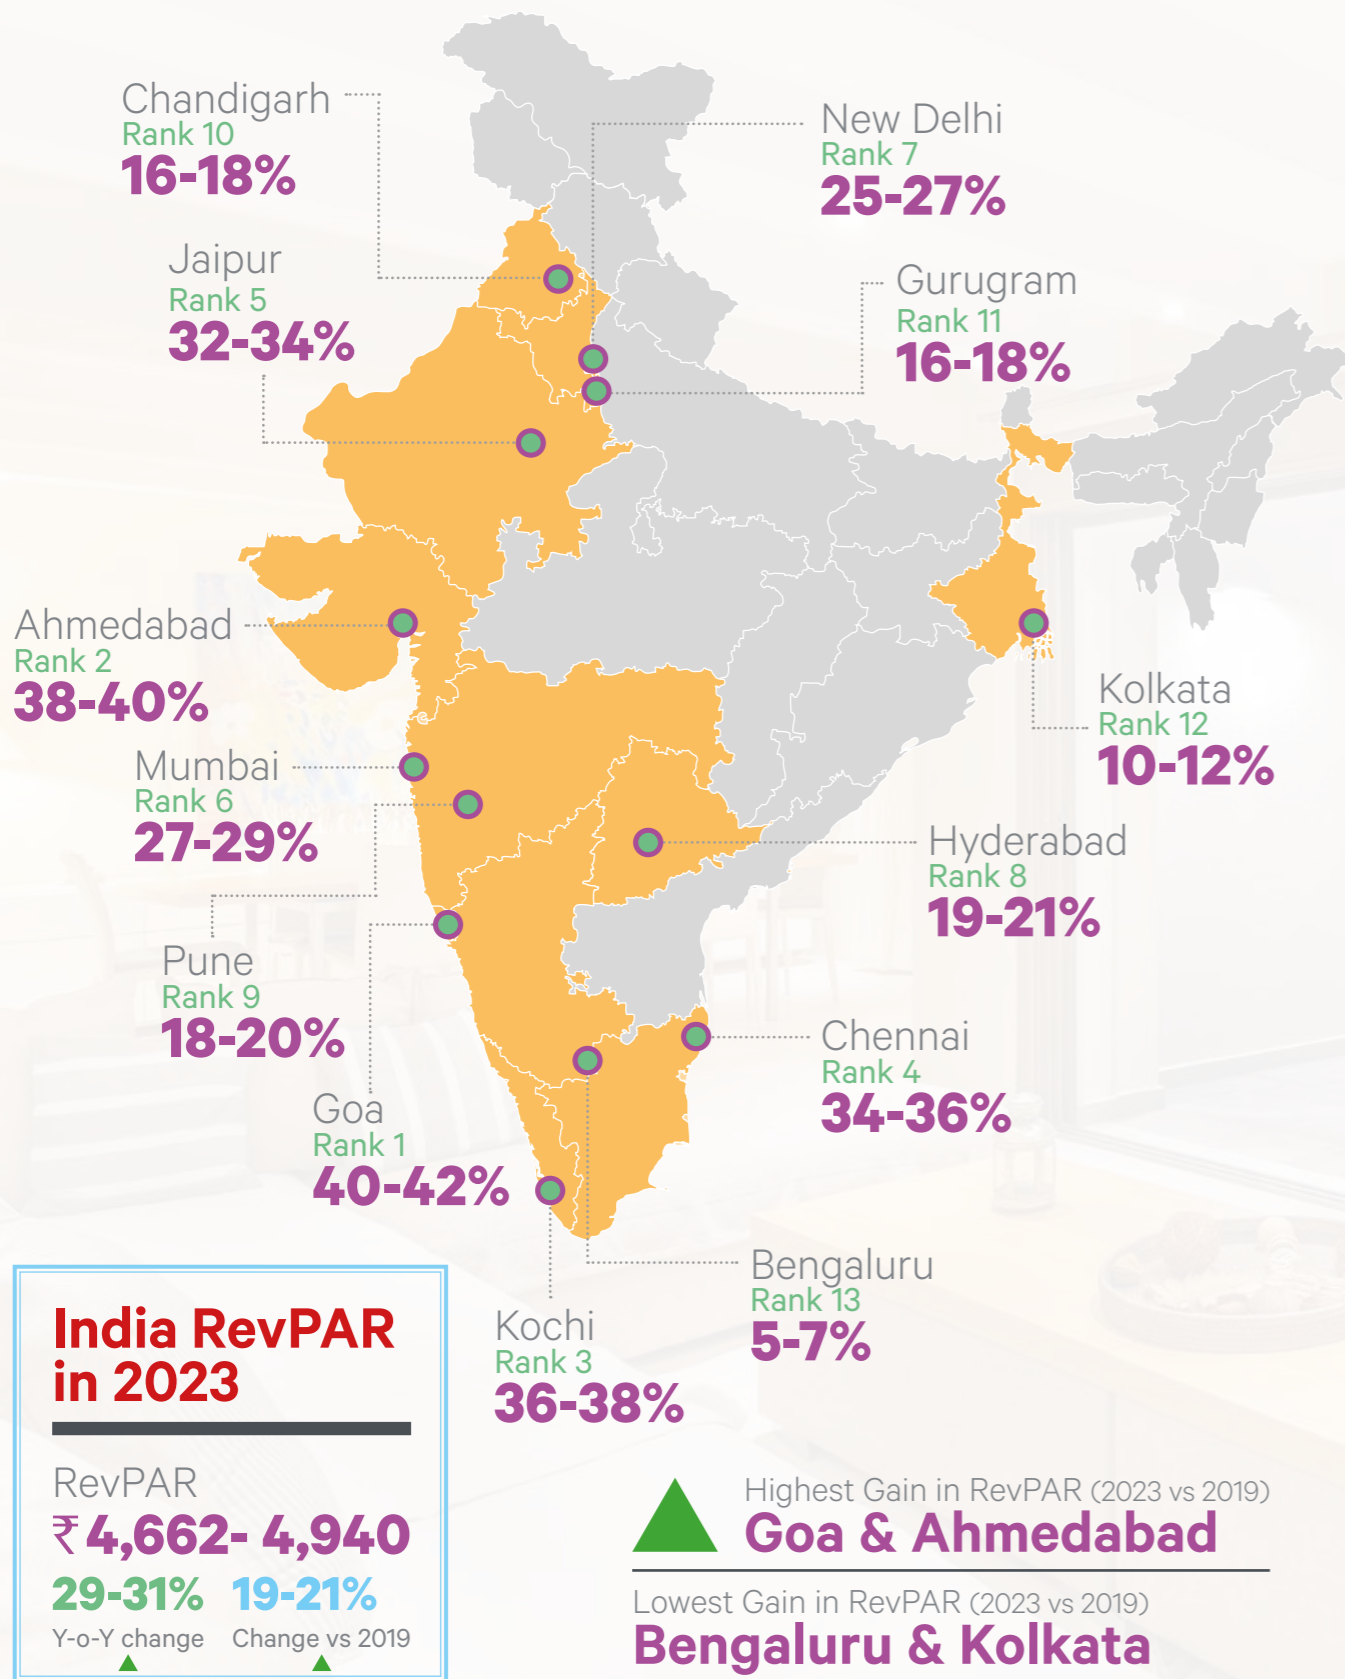 Chandigarh
Rank 10
16-18%
New Delhi
Rank 7
25-27%
Jaipur
Rank 5
32-34%
Gurugram
Rank 11
16-18%
Ahmedabad
Rank 2
38-40%
Kolkata
Rank 12
10-12%
Mumbai
Rank 6
27-29%
Hyderabad
Rank 8
19-21%
Pune
Rank 9
18-20%
Chennai
Rank 4
34-36%
Goa
Rank 1
40-42%
Bengaluru
Rank 13
5-7%
Kochi
Rank 3
36-38%
India RevPAR
in 2023
RevPAR
₹4,662- 4,940
29-31% 19-21%
Y-o-Y change Change vs 2019
Highest Gain in RevPAR (2023 vs 2019)
Goa & Ahmedabad
Lowest Gain in RevPAR (2023 vs 2019)
Bengaluru & Kolkata